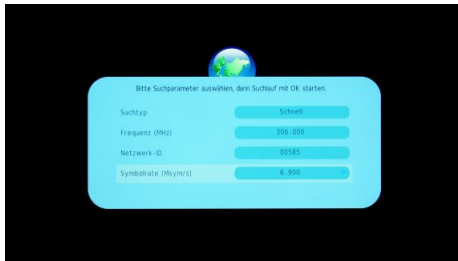 Bitte Suchparameter auswählen, dann Suchlauf mit OK starten.
Suchtyp Schnell
Frequenz (MHz) 306.000
Netzwerk-ID 00585
Symbolrate (Msym/s) 6.900